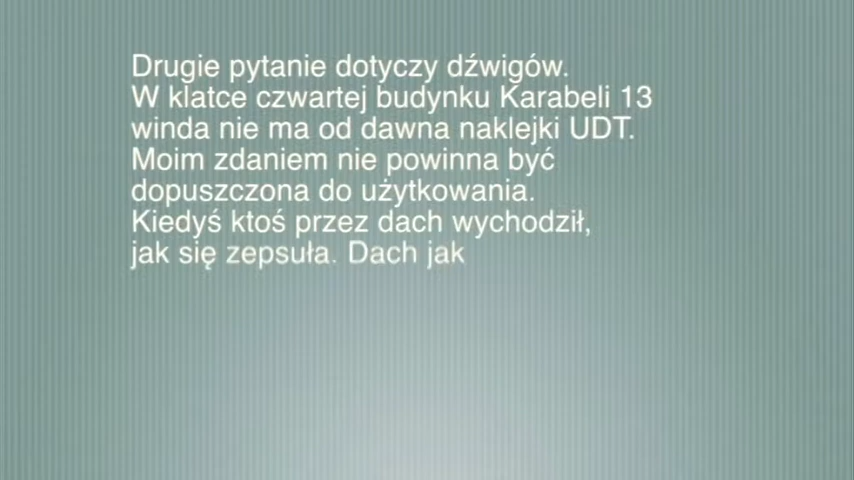 Drugie pytanie dotyczy dźwigów.
W klatce czwartej budynku Karabeli 13
winda nie ma od dawna naklejki UDT.
Moim zdaniem nie powinna być
dopuszczona do użytkowania.
Kiedyś ktoś przez dach wychodził,
jak się zepsuła. Dach jak